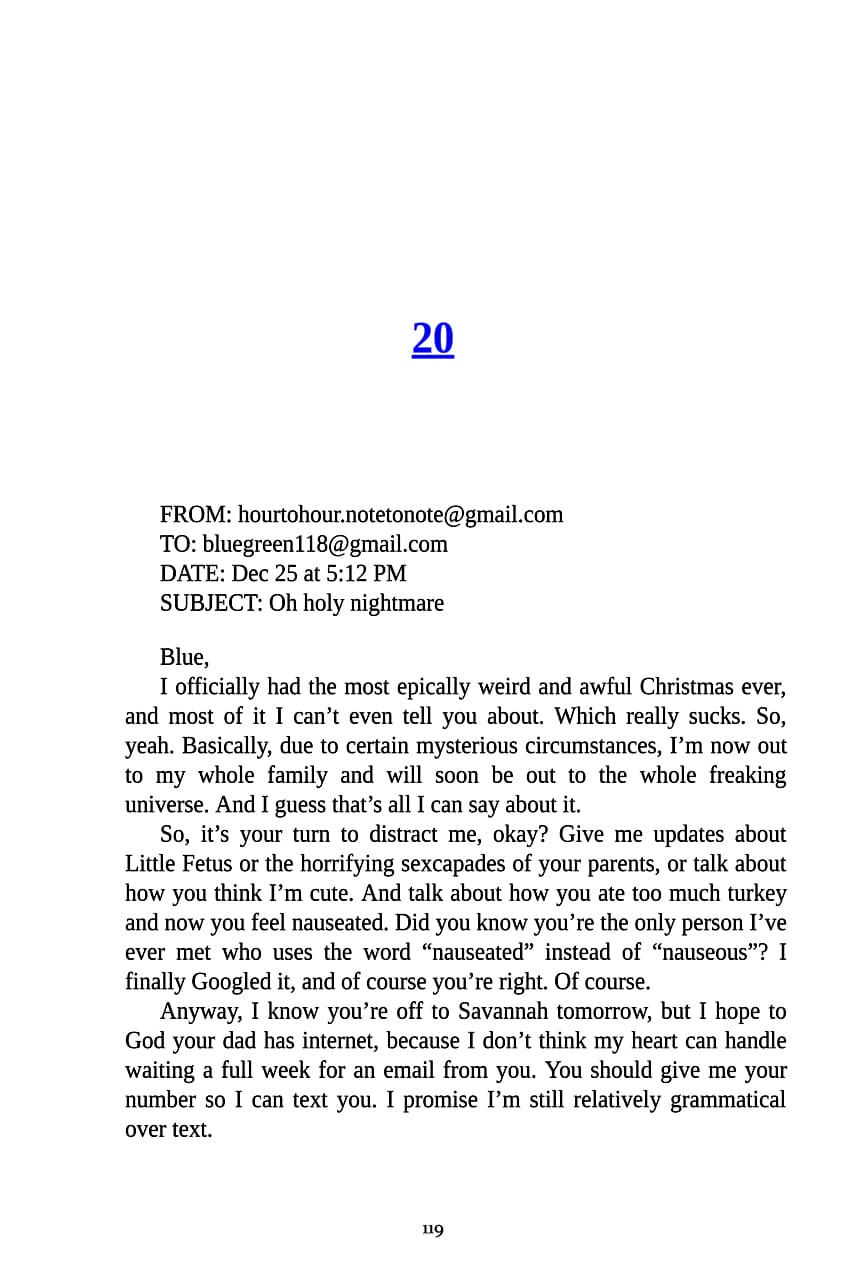 20
FROM: hourtohour.notetonote@gmail.com
TO: bluegreen118@gmail.com
DATE: Dec 25 at 5:12 PM
SUBJECT: Oh holy nightmare
Blue,
I officially had the most epically weird and awful Christmas ever,
and most of it I can’t even tell you about. Which really sucks. So,
yeah. Basically, due to certain mysterious circumstances, I’m now out
to my whole family and will soon be out to the whole freaking
universe. And I guess that’s all I can say about it.
So, it’s your turn to distract me, okay? Give me updates about
Little Fetus or the horrifying sexcapades of your parents, or talk about
how you think I’m cute. And talk about how you ate too much turkey
and now you feel nauseated. Did you know you’re the only person I’ve
ever met who uses the word “nauseated” instead of “nauseous”? I
finally Googled it, and of course you’re right. Of course.
Anyway, I know you’re off to Savannah tomorrow, but I hope to
God your dad has internet, because I don’t think my heart can handle
waiting a full week for an email from you. You should give me your
number so I can text you. I promise I’m still relatively grammatical
over text.
119